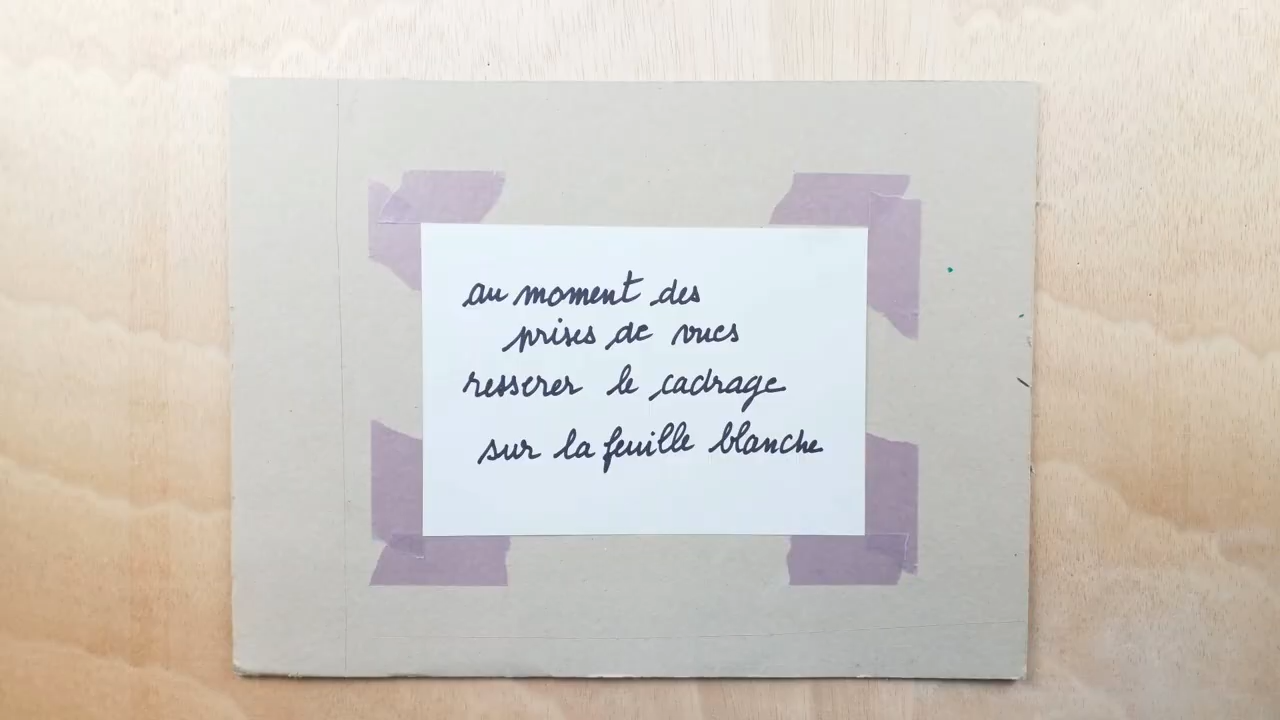 au moment des
prises de vues
resserer le cadrage
sur la feuille blanche